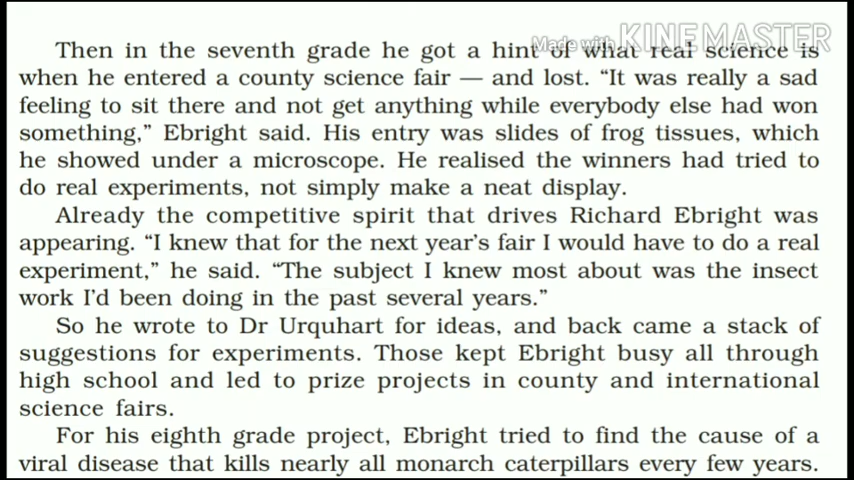 Made with KINEMASTER
Then in the seventh grade he got a hint of what real science is
when he entered a county science fair — and lost. “It was really a sad
feeling to sit there and not get anything while everybody else had won
something,” Ebright said. His entry was slides of frog tissues, which
he showed under a microscope. He realised the winners had tried to
do real experiments, not simply make a neat display.
Already the competitive spirit that drives Richard Ebright was
appearing. “I knew that for the next year’s fair I would have to do a real
experiment,” he said. “The subject I knew most about was the insect
work I’d been doing in the past several years.”
So he wrote to Dr Urquhart for ideas, and back came a stack of
suggestions for experiments. Those kept Ebright busy all through
high school and led to prize projects in county and international
science fairs.
For his eighth grade project, Ebright tried to find the cause of a
viral disease that kills nearly all monarch caterpillars every few years.